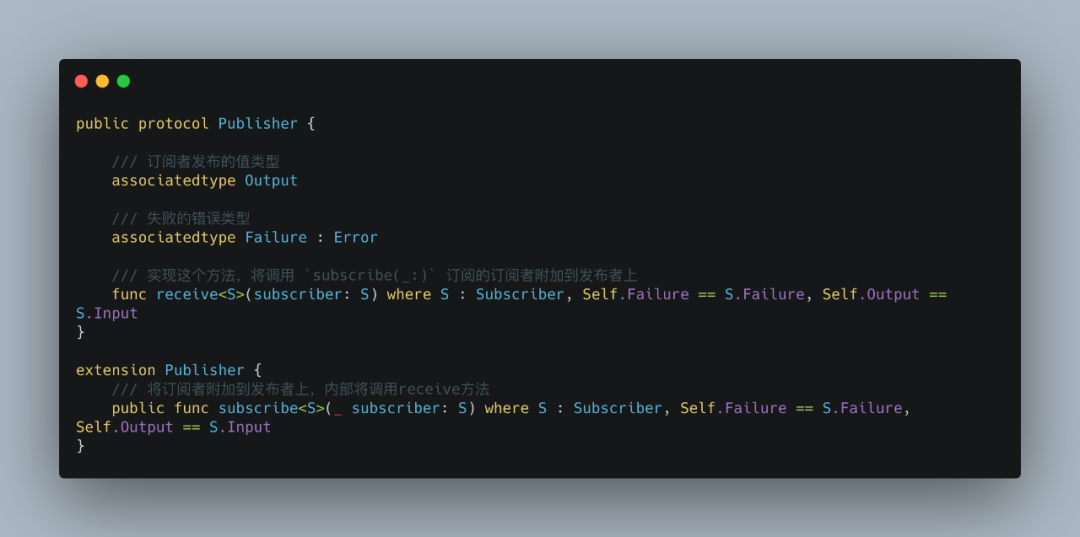 public protocol Publisher {
/// 订阅者发布的值类型
associatedtype Output
/// 失败的错误类型
associatedtype Failure : Error
/// 实现这个方法，将调用 `subscribe(_:)` 订阅的订阅者附加到发布者上
func receive<S>(subscriber: S) where S : Subscriber, Self.Failure == S.Failure, Self.Output ==
S.Input
}
extension Publisher {
/// 将订阅者附加到发布者上，内部将调用receive方法
public func subscribe<S>(_ subscriber: S) where S : Subscriber, Self.Failure == S.Failure,
Self.Output == S.Input
}